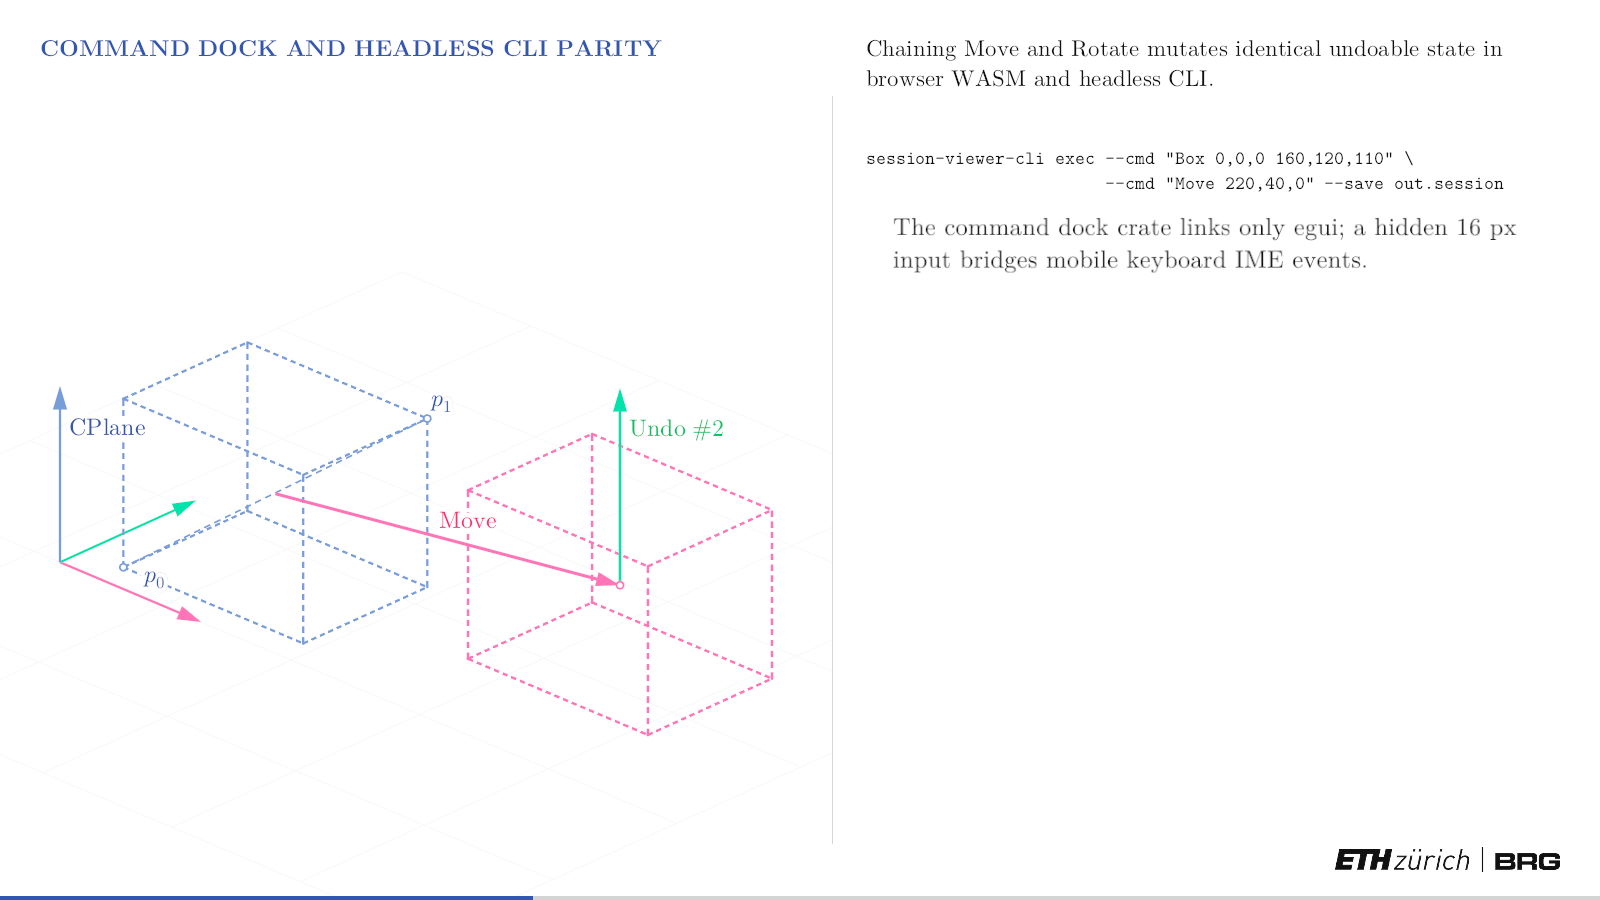 COMMAND DOCK AND HEADLESS CLI PARITY
Chaining Move and Rotate mutates identical undoable state in
browser WASM and headless CLI.
session-viewer-cli exec --cmd "Box 0,0,0 160,120,110" \
--cmd "Move 220,40,0" --save out.session
The command dock crate links only egui; a hidden 16 px
input bridges mobile keyboard IME events.
p1
CPlane
Undo #2
Move
p0
ETH zürich | BRG